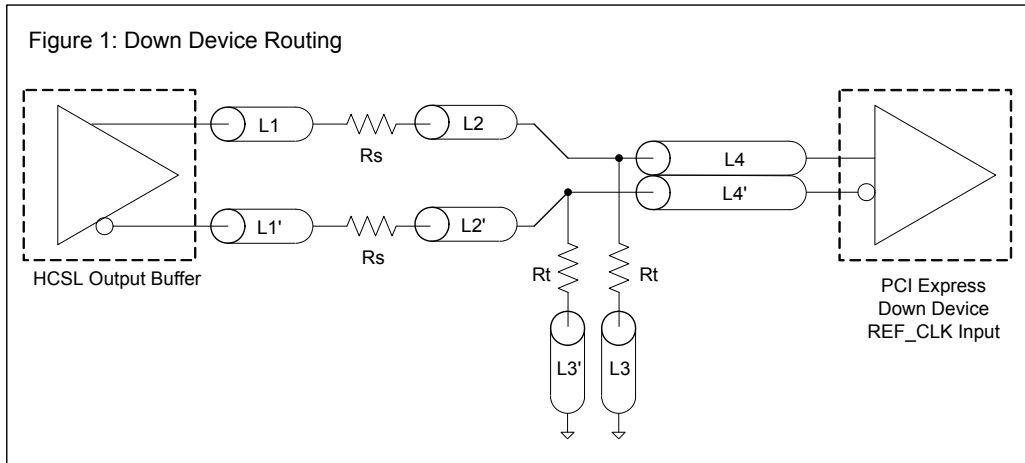 Figure 1: Down Device Routing
L1
Rs
L2
L4
L4'
L1'
Rs
L2'
HCSL Output Buffer
Rt
Rt
L3'
L3
PCI Express
Down Device
REF_CLK Input